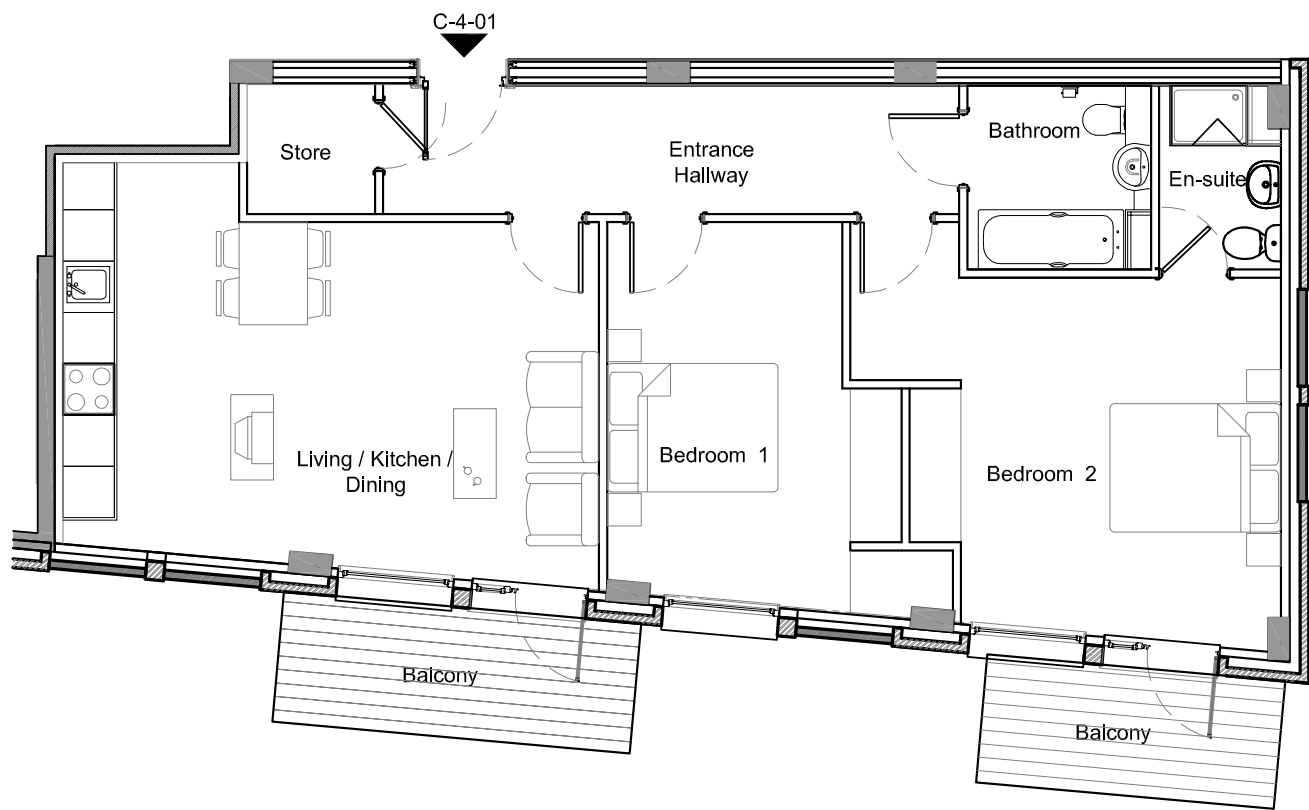 C-4-01
Store
Entrance
Hallway
Bathroom
En-suite
Living / Kitchen /
Dining
Bedroom 1
Bedroom 2
Balcony
Balcony